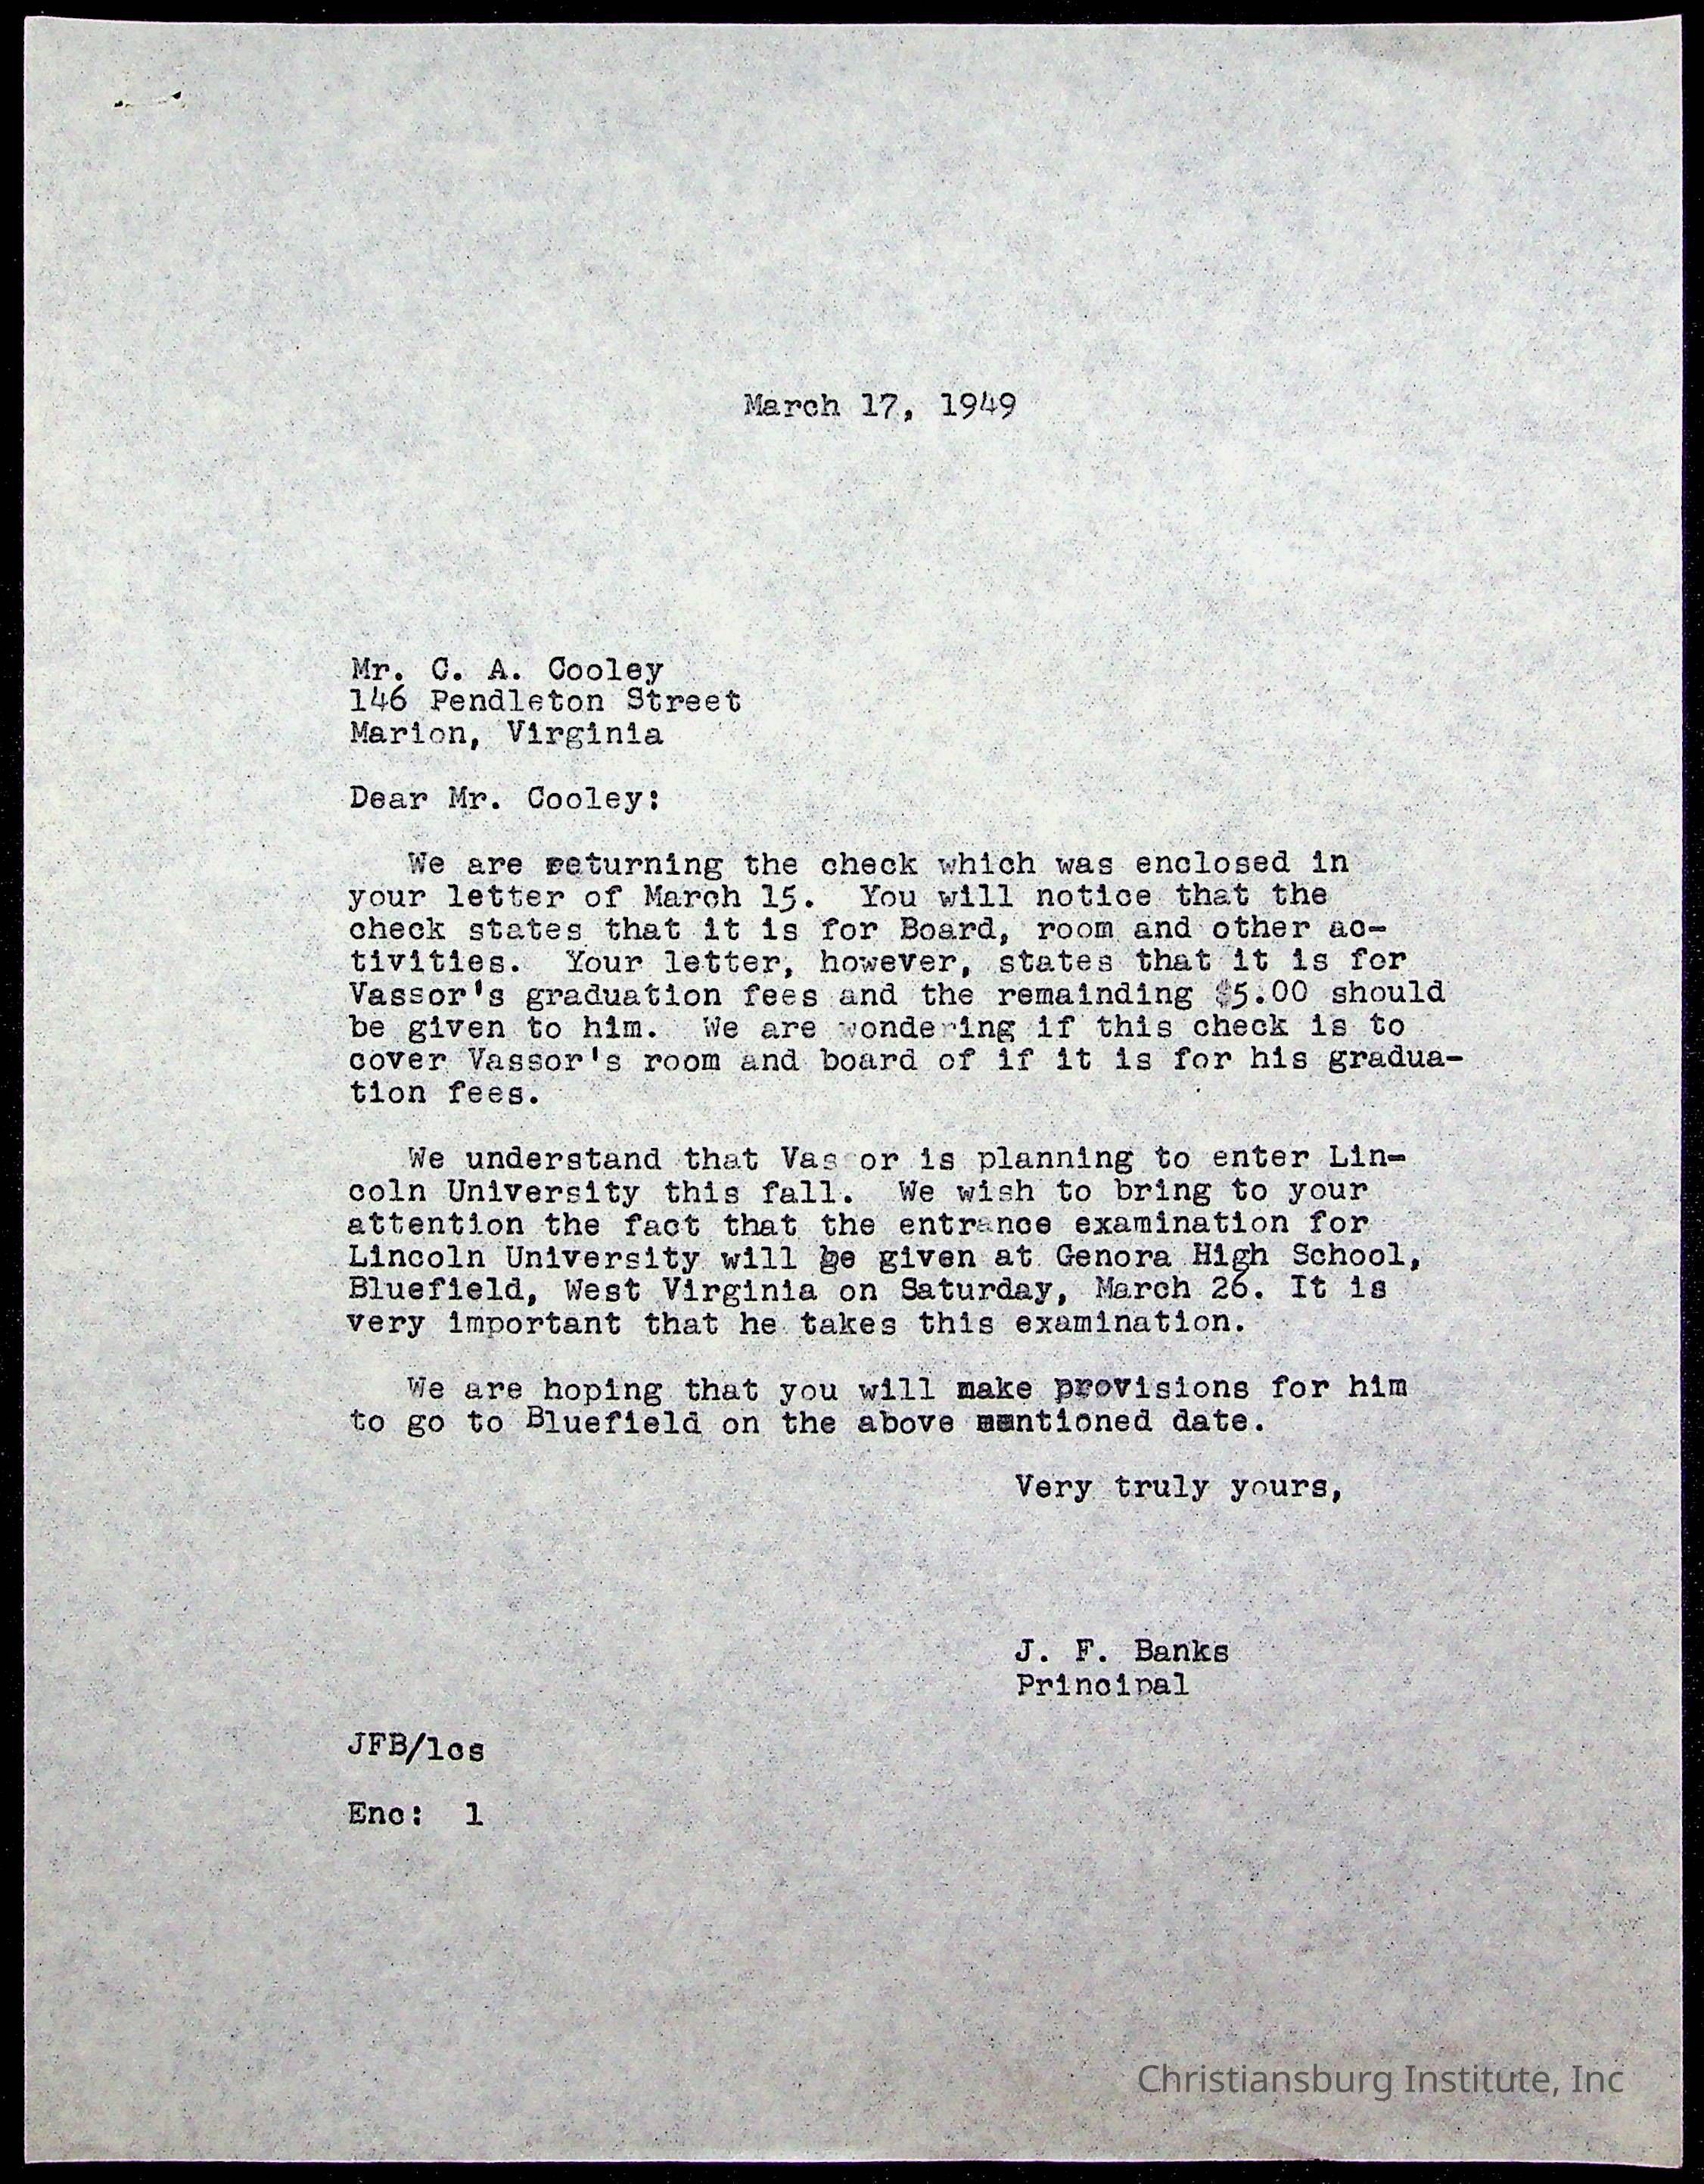 March 17, 1949
Mr. C. A. Cooley
146 Pendleton Street
Marion, Virginia
Dear Mr. Cooley:
We are returning the check which was enclosed in
your letter of March 15. You will notice that the
check states that it is for Board, room and other ac-
tivities. Your letter, however, states that it is for
Vassor's graduation fees and the remainding $5.00 should
be given to him. We are wondering if this check is to
cover Vassor's room and board of if it is for his gradua-
tion fees.
We understand that Vassor is planning to enter Lin-
coln University this fall. We wish to bring to your
attention the fact that the entrance examination for
Lincoln University will be given at Genora High School,
Bluefield, West Virginia on Saturday, March 26. It is
very important that he takes this examination.
We are hoping that you will make provisions for him
to go to Bluefield on the above mentioned date.
Very truly yours,
J. F. Banks
Principal
JFB/lcs
Enc: 1
Christiansburg Institute, Inc